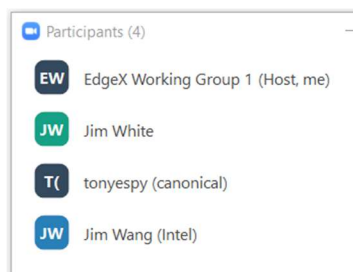 Participants (4)
EW EdgeX Working Group 1 (Host, me)
JW Jim White
T( tonyespy (canonical)
JW Jim Wang (Intel)